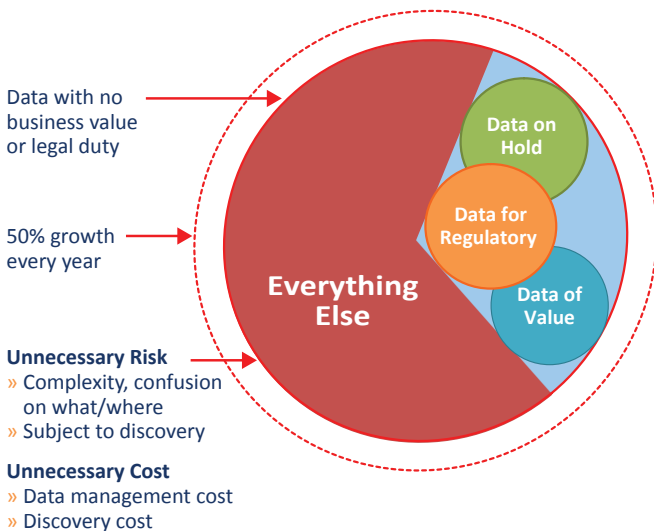 Data with no
business value
or legal duty
50% growth
every year
Unnecessary Risk
» Complexity, confusion
on what/where
» Subject to discovery
Unnecessary Cost
» Data management cost
» Discovery cost
Everything
Else
Data on
Hold
Data for
Regulatory
Data of
Value